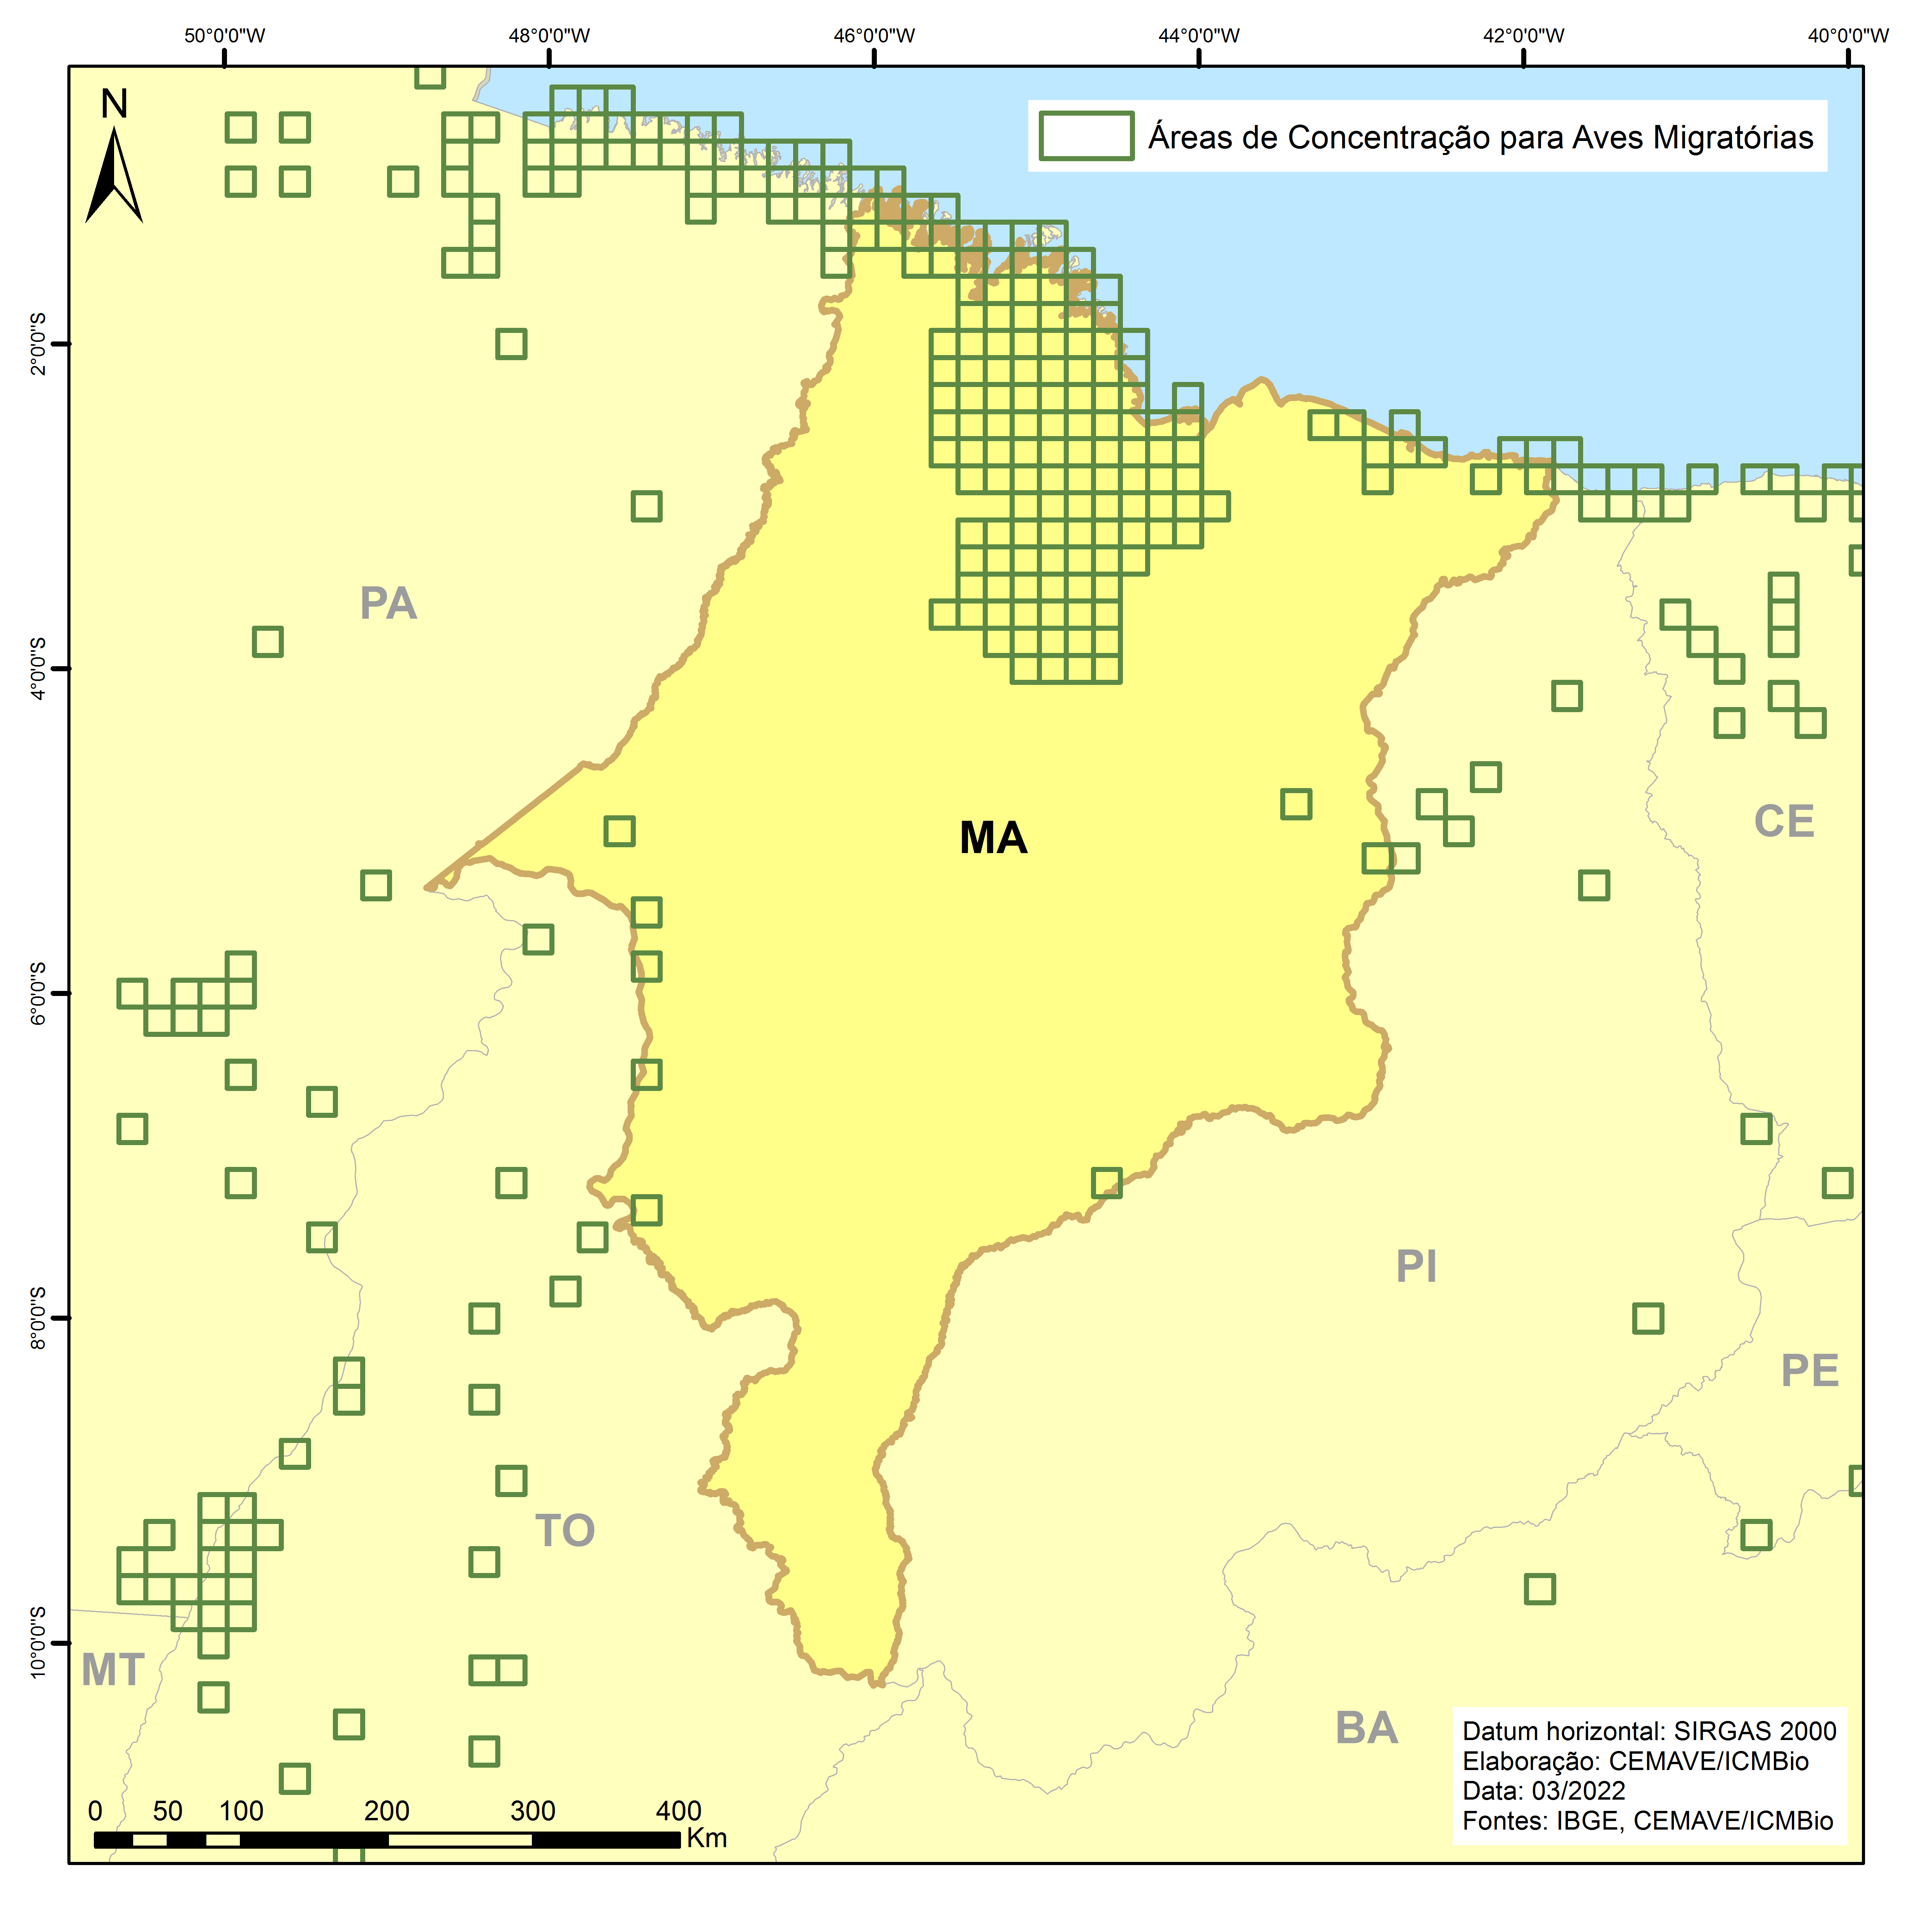 50°0'0"W 48°0'0"W 46°0'0"W 44°0'0"W 42°0'0"W 40°0'0"W
N
Áreas de Concentração para Aves Migratórias
2°0'0"S
4°0'0"S
6°0'0"S
8°0'0"S
10°0'0"S
PA
MA
CE
PI
PE
TO
MT
BA
Datum horizontal: SIRGAS 2000
Elaboração: CEMAVE/ICMBio
Data: 03/2022
Fontes: IBGE, CEMAVE/ICMBio
0 50 100 200 300 400
Km